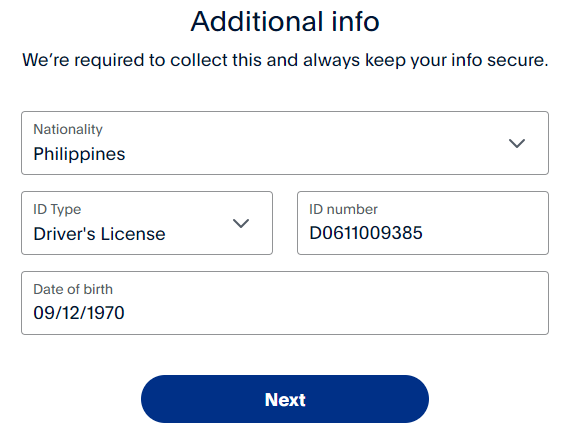 Additional info
We're required to collect this and always keep your info secure.
Nationality
Philippines
ID Type
Driver's License
ID number
D0611009385
Date of birth
09/12/1970
Next